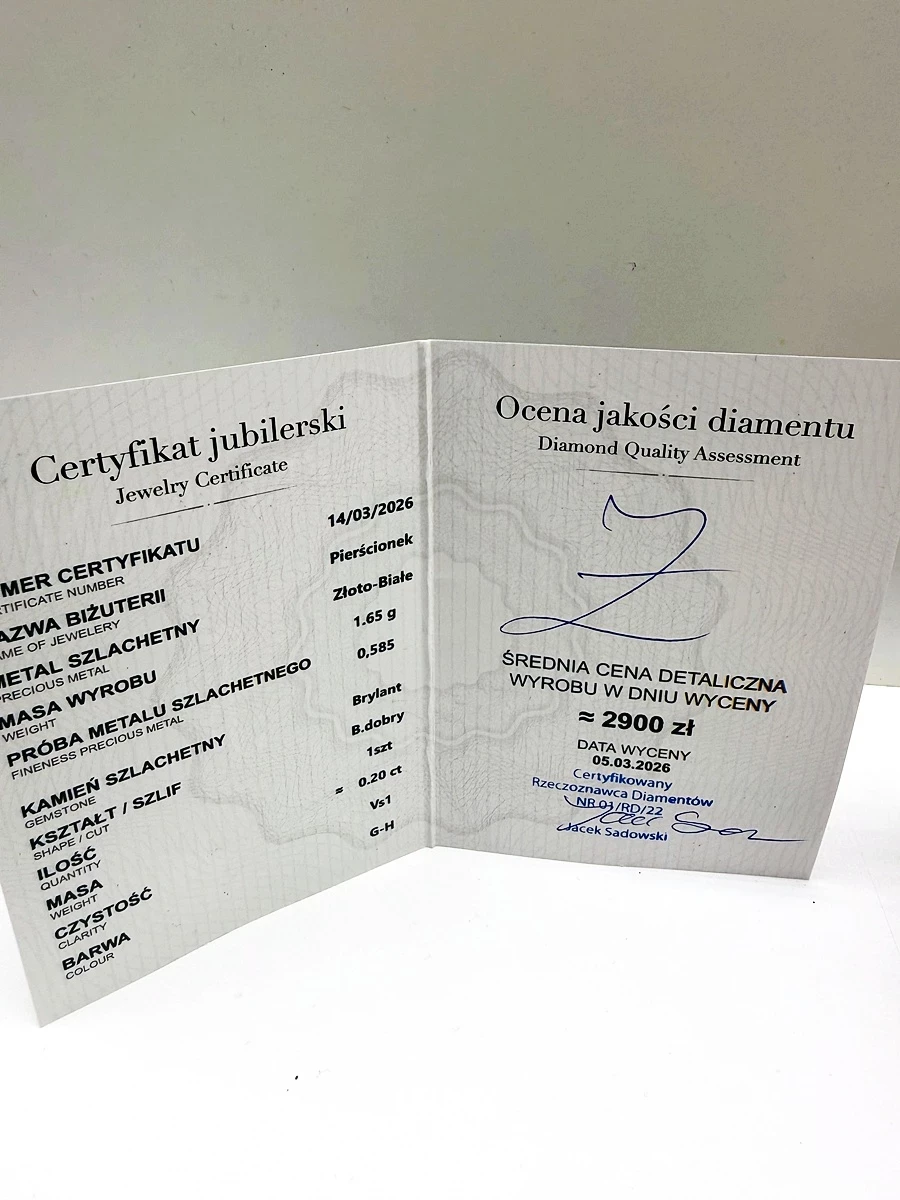 Certyfikat jubilerski
Jewelry Certificate
MER CERTYFIKATU 14/03/2026
RTIFICATE NUMBER
AZWA BIŻUTERII Pierścionek
AME OF JEWELERY
METAL SZLACHETNY Złoto-Białe
PRECIOUS METAL
MASA WYROBU 1.65 g
WEIGHT
PRÓBA METALU SZLACHETNEGO 0,585
FINENESS PRECIOUS METAL
KAMIEŃ SZLACHETNY Brylant
GEMSTONE
KSZTAŁT / SZLIF B.dobry
SHAPE / CUT
ILOŚĆ 1szt
QUANTITY
MASA ≈ 0.20 ct
WEIGHT
CZYSTOŚĆ Vs1
CLARITY
BARWA G-H
COLOUR
Ocena jakości diamentu
Diamond Quality Assessment
ŚREDNIA CENA DETALICZNA
WYROBU W DNIU WYCENY
≈ 2900 zł
DATA WYCENY
05.03.2026
Certyfikowany
Rzeczoznawca Diamentów
NR 01/RD/22
Jacek Sadowski